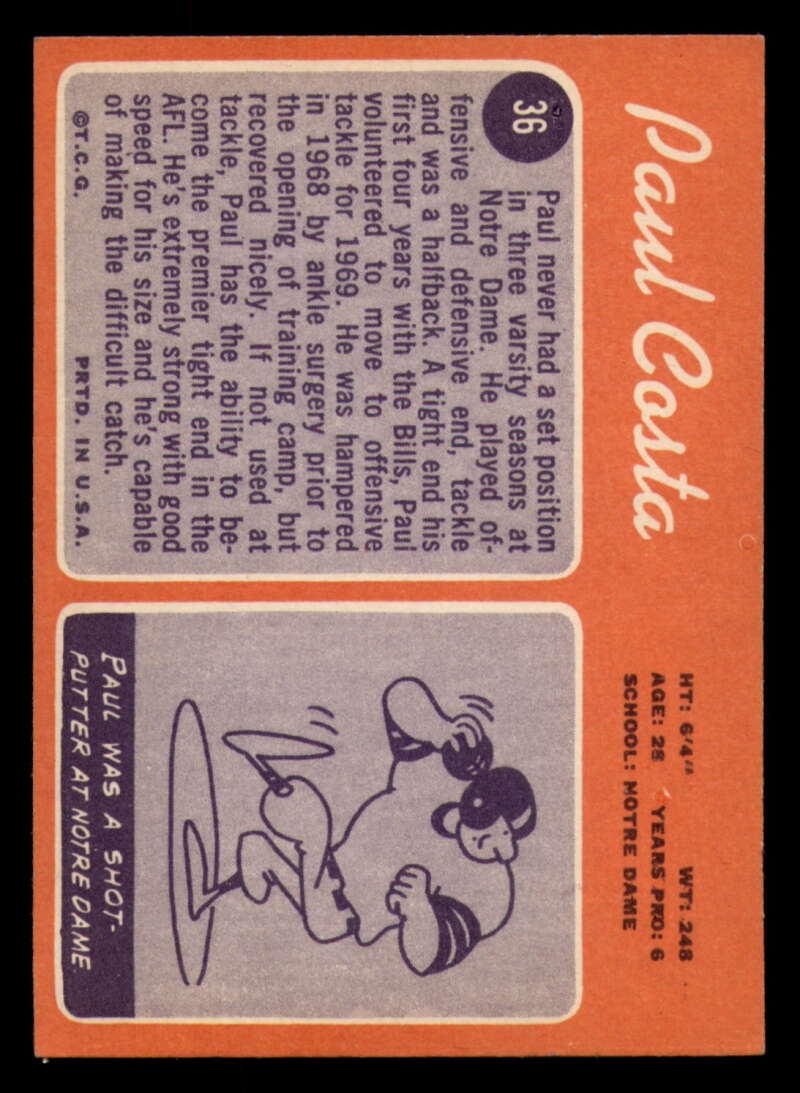 Paul Costa
HT: 6'4" WT: 248
AGE: 28 YEARS PRO: 6
SCHOOL: NOTRE DAME
36
Paul never had a set position
in three varsity seasons at
Notre Dame. He played of-
fensive and defensive end, tackle
and was a halfback. A tight end his
first four years with the Bills, Paul
volunteered to move to offensive
tackle for 1969. He was hampered
in 1968 by ankle surgery prior to
the opening of training camp, but
recovered nicely. If not used at
tackle, Paul has the ability to be-
come the premier tight end in the
AFL. He's extremely strong with good
speed for his size and he's capable
of making the difficult catch.
©T.C.G. PRTD. IN U.S.A.
PAUL WAS A SHOT-
PUTTER AT NOTRE DAME